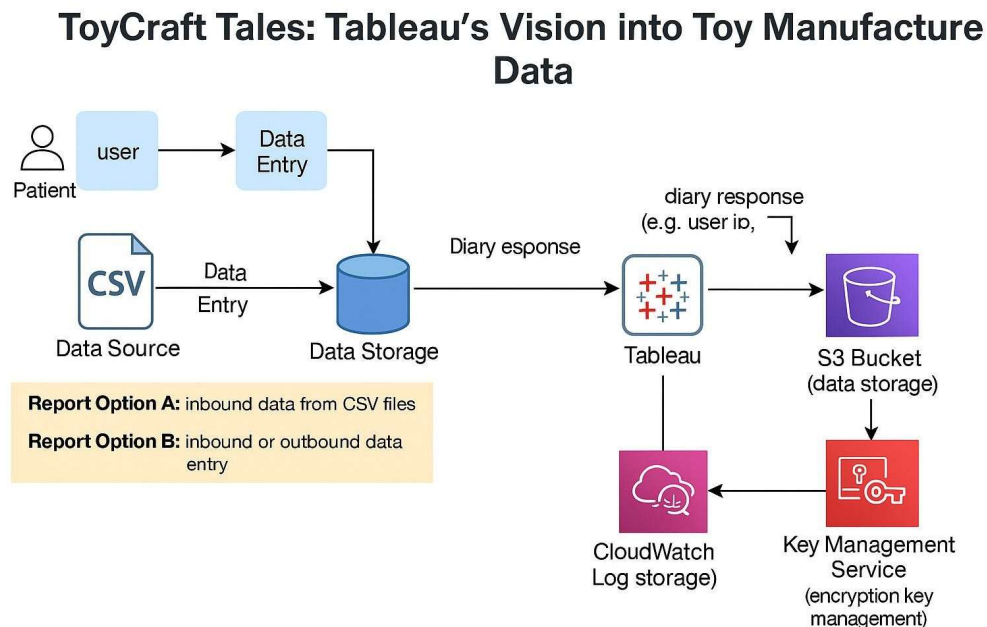 ToyCraft Tales: Tableau's Vision into Toy Manufacture
Data
Patient
user
Data
Entry
CSV
Data Source
Data
Entry
Data Storage
Diary esponse
Tableau
diary response
(e.g. user ip,
S3 Bucket
(data storage)
Report Option A: inbound data from CSV files
Report Option B: inbound or outbound data
entry
CloudWatch
Log storage)
Key Management
Service
(encryption key
management)